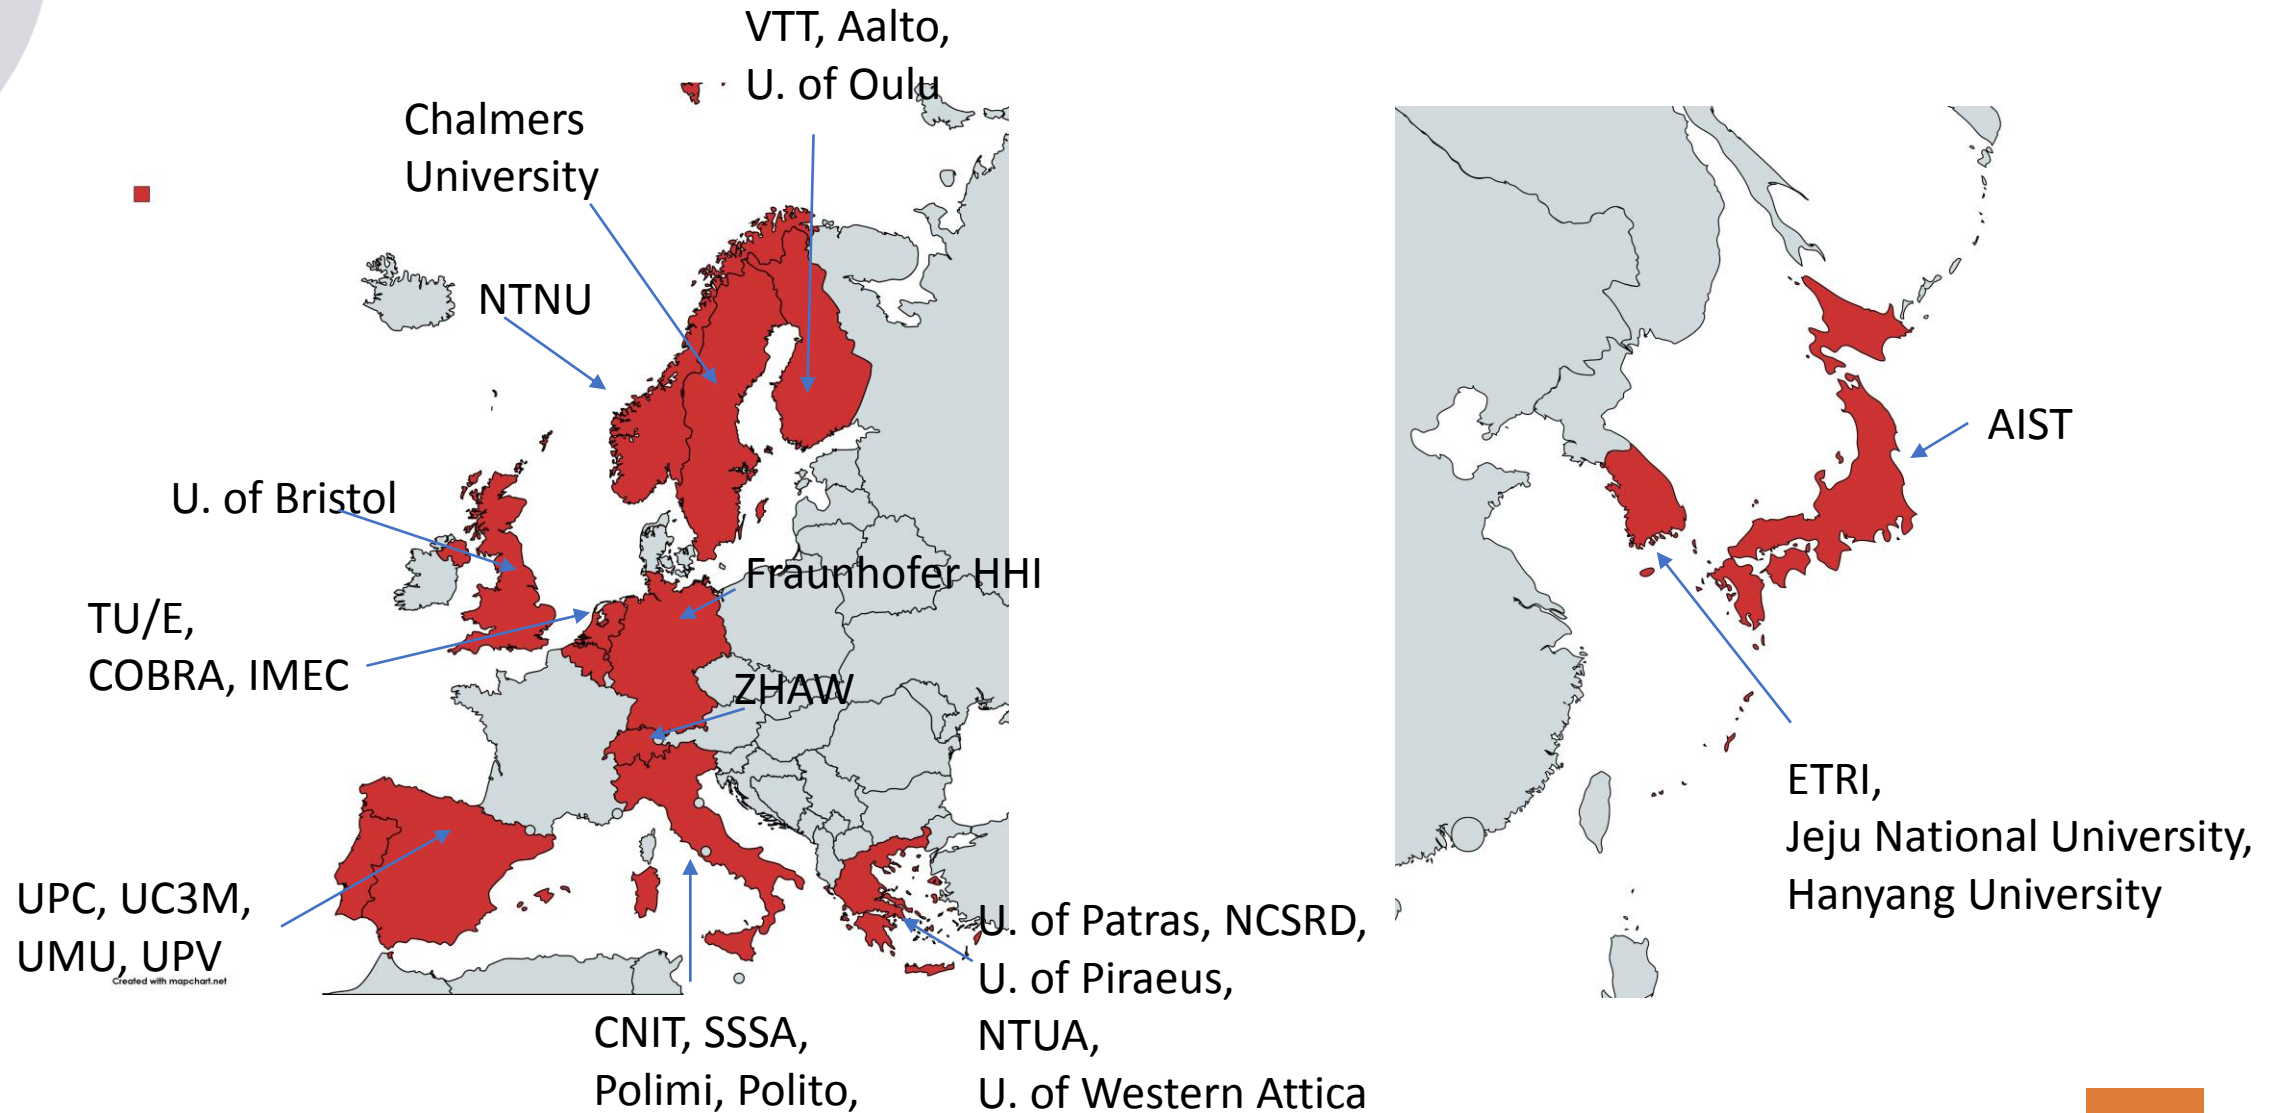 VTT, Aalto,
U. of Oulu
Chalmers
University
NTNU
U. of Bristol
Fraunhofer HHI
TU/E,
COBRA, IMEC
ZHAW
UPC, UC3M,
UMU, UPV
Created with mapchart.net
CNIT, SSSA,
Polimi, Polito,
U. of Patras, NCSRD,
U. of Piraeus,
NTUA,
U. of Western Attica
AIST
ETRI,
Jeju National University,
Hanyang University